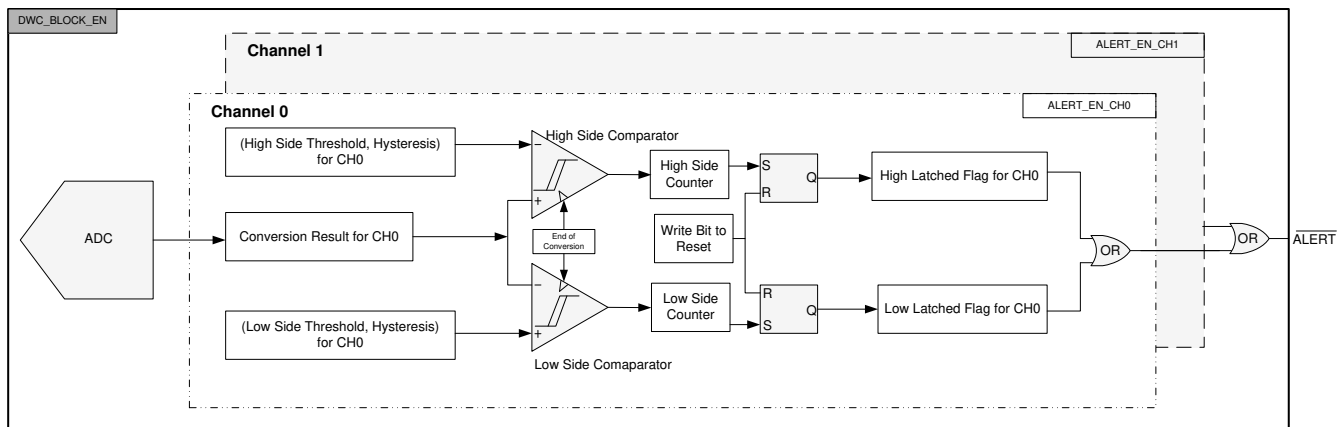 DWC_BLOCK_EN
Channel 1
ALERT_EN_CH1
Channel 0
ALERT_EN_CH0
(High Side Threshold, Hysteresis)
for CH0
High Side Comparator
−
+
High Side
Counter
S
R
Q
High Latched Flag for CH0
ADC
Conversion Result for CH0
End of
Conversion
Write Bit to
Reset
OR
OR
ALERT
(Low Side Threshold, Hysteresis)
for CH0
−
+
Low Side Comaparator
Low Side
Counter
R
S
Q
Low Latched Flag for CH0